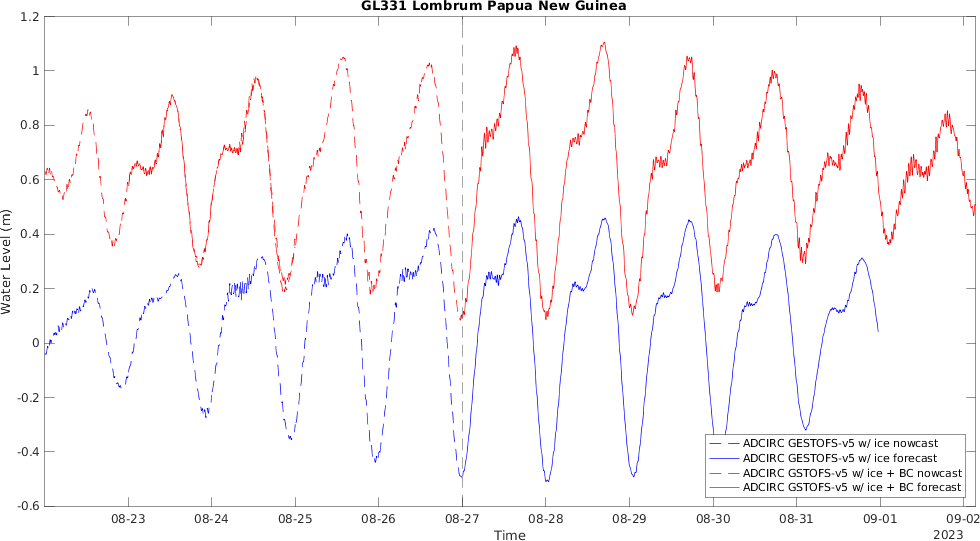 GL331 Lombrum Papua New Guinea
1.2
1
0.8
0.6
0.4
0.2
0
-0.2
-0.4
-0.6
Water Level (m)
ADCIRC GESTOFS-v5 w/ ice nowcast
ADCIRC GESTOFS-v5 w/ ice forecast
ADCIRC GSTOFS-v5 w/ ice + BC nowcast
ADCIRC GSTOFS-v5 w/ ice + BC forecast
08-23 08-24 08-25 08-26 08-27 08-28 08-29 08-30 08-31 09-01 09-02
Time 2023